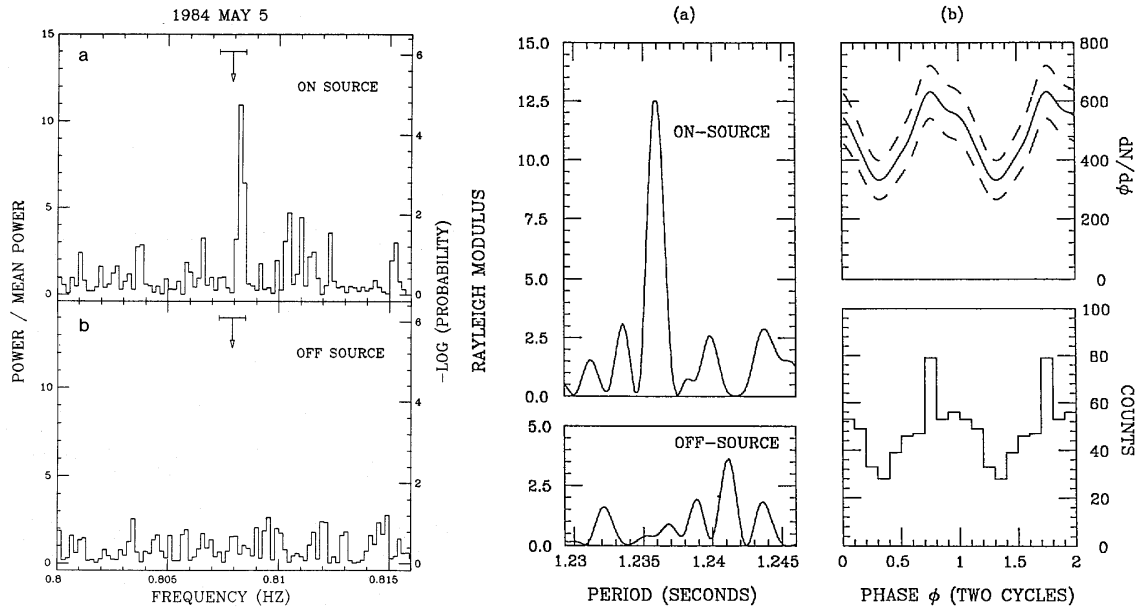 1984 MAY 5
a
ON SOURCE
15
10
5
0
6
4
2
0
b
OFF SOURCE
10
5
0
6
4
2
0
POWER / MEAN POWER
-LOG (PROBABILITY)
0.8
0.805
0.81
0.815
FREQUENCY (HZ)
(a)
15.0
12.5
10.0
7.5
5.0
2.5
0.0
ON-SOURCE
RAYLEIGH MODULUS
5.0
2.5
0.0
OFF-SOURCE
1.23
1.235
1.24
1.245
PERIOD (SECONDS)
(b)
800
600
400
200
0
dN/dϕ
100
80
60
40
20
0
COUNTS
0
0.5
1
1.5
2
PHASE ϕ (TWO CYCLES)